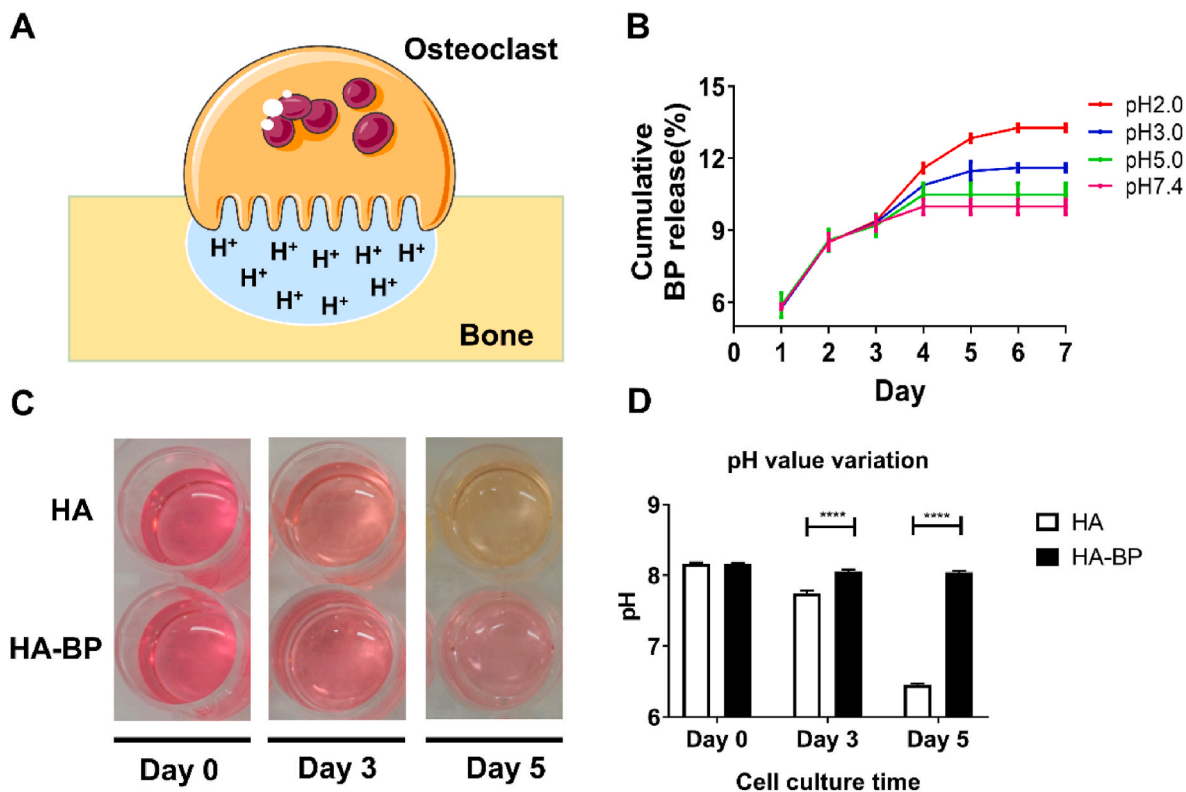 A
Osteoclast
H⁺ H⁺ H⁺ H⁺ H⁺
H⁺ H⁺
H⁺ H⁺
Bone
B
Cumulative
BP release(%)
15
12
9
6
0 1 2 3 4 5 6 7
Day
pH2.0
pH3.0
pH5.0
pH7.4
C
HA
HA-BP
Day 0 Day 3 Day 5
D
pH value variation
pH
9
8
7
6
**** ****
HA
HA-BP
Day 0 Day 3 Day 5
Cell culture time